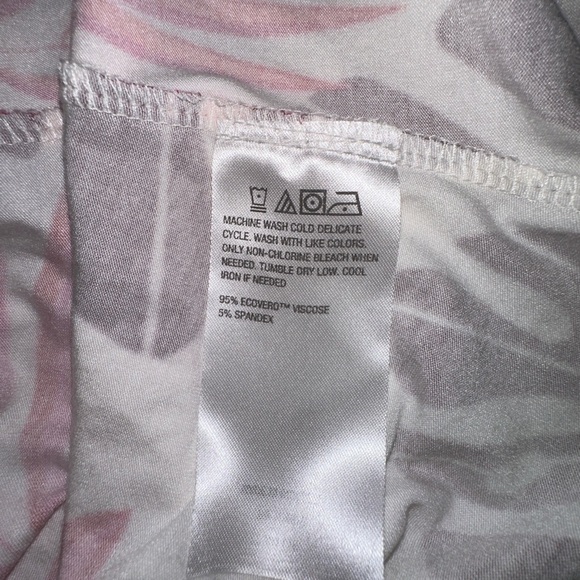 MACHINE WASH COLD DELICATE
CYCLE. WASH WITH LIKE COLORS.
ONLY NON-CHLORINE BLEACH WHEN
NEEDED. TUMBLE DRY LOW. COOL
IRON IF NEEDED
95% ECOVERO™ VISCOSE
5% SPANDEX